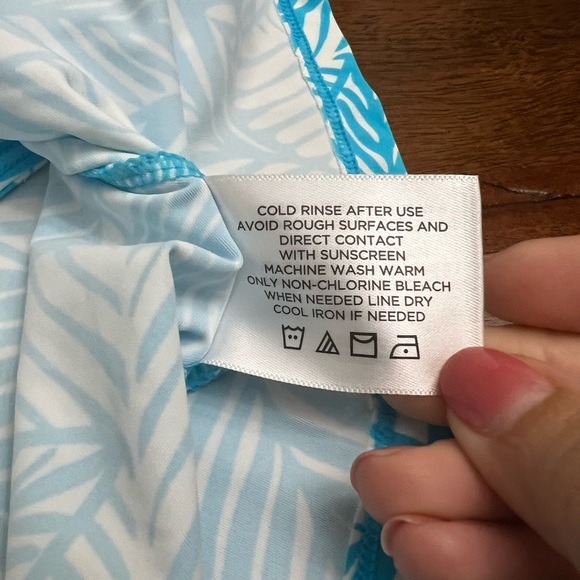 COLD RINSE AFTER USE
AVOID ROUGH SURFACES AND
DIRECT CONTACT
WITH SUNSCREEN
MACHINE WASH WARM
ONLY NON-CHLORINE BLEACH
WHEN NEEDED LINE DRY
COOL IRON IF NEEDED